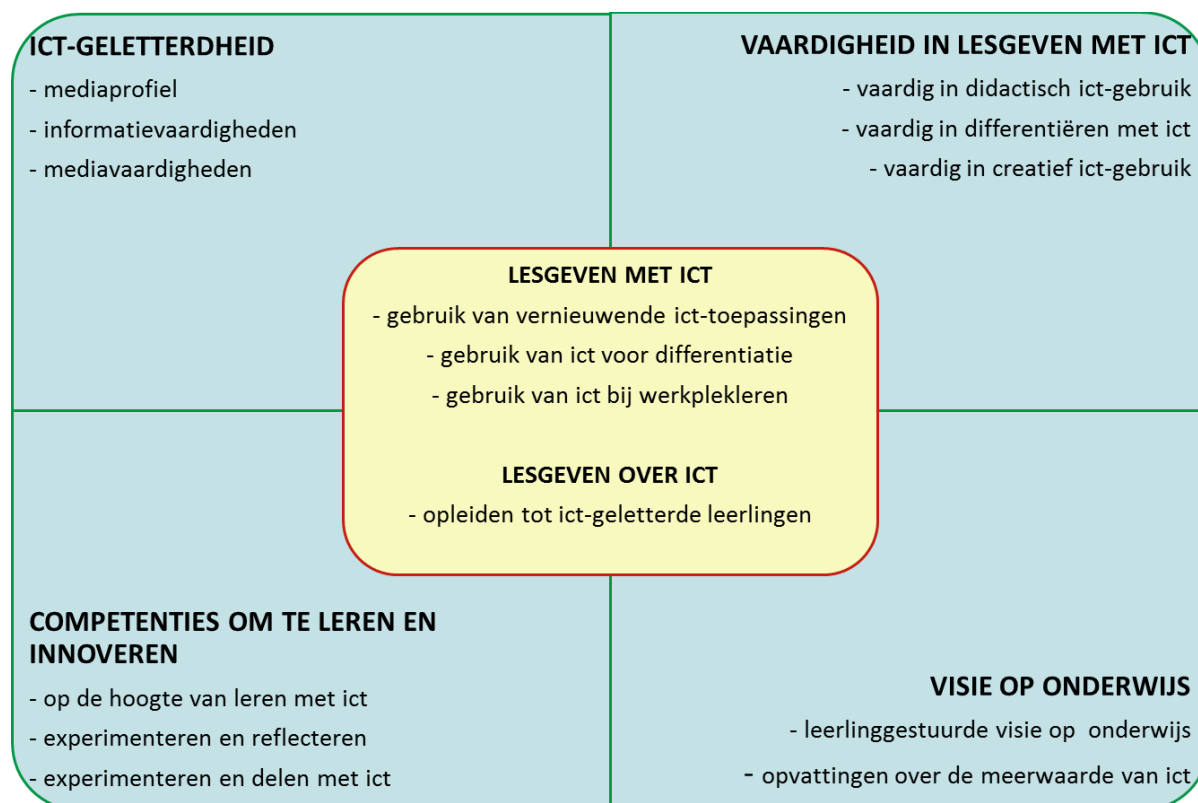 ICT-GELETTERDHEID
- mediaprofiel
- informatievaardigheden
- mediavaardigheden
VAARDIGHEID IN LESGEVEN MET ICT
- vaardig in didactisch ict-gebruik
- vaardig in differentiëren met ict
- vaardig in creatief ict-gebruik
LESGEVEN MET ICT
- gebruik van vernieuwende ict-toepassingen
- gebruik van ict voor differentiatie
- gebruik van ict bij werkplekleren
LESGEVEN OVER ICT
- opleiden tot ict-geletterde leerlingen
COMPETENTIES OM TE LEREN EN
INNOVEREN
- op de hoogte van leren met ict
- experimenteren en reflecteren
- experimenteren en delen met ict
VISIE OP ONDERWIJS
- leerlinggestuurde visie op onderwijs
- opvattingen over de meerwaarde van ict